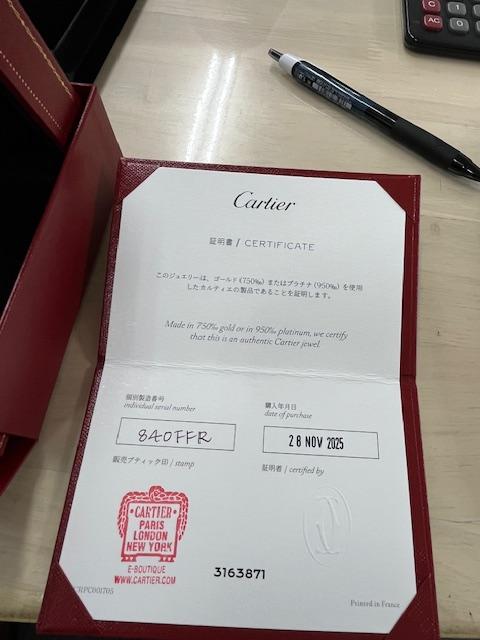 Cartier
証明書 / CERTIFICATE
このジュエリーは、ゴールド(750‰)またはプラチナ(950‰)を使用
したカルティエの製品であることを証明します。
Made in 750‰ gold or in 950‰ platinum, we certify
that this is an authentic Cartier jewel.
個別製造番号
individual serial number
84OFFR
購入年月日
date of purchase
28 NOV 2025
販売ブティック印 / stamp
証明者 / certified by
CARTIER
PARIS
LONDON
NEW YORK
E-BOUTIQUE
WWW.CARTIER.COM
3163871
CRPC001705
Printed in France
C
1
AC
0